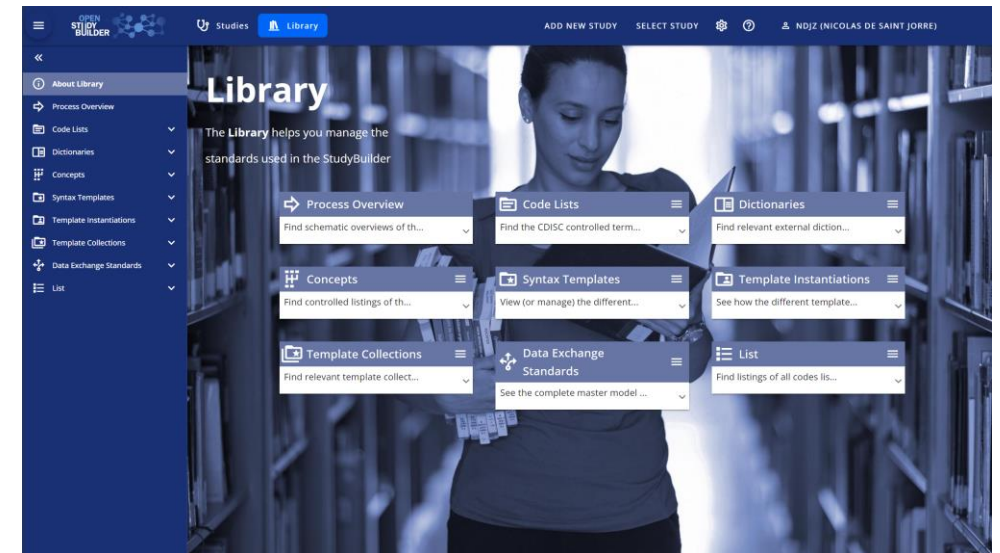 OPEN
STUDY
BUILDER
Studies
Library
ADD NEW STUDY
SELECT STUDY
NDJZ (NICOLAS DE SAINT JORRE)
About Library
Process Overview
Code Lists
Dictionaries
Concepts
Syntax Templates
Template Instantiations
Template Collections
Data Exchange Standards
List
Library
The Library helps you manage the
standards used in the StudyBuilder
Process Overview
Find schematic overviews of th...
Code Lists
Find the CDISC controlled term...
Dictionaries
Find relevant external diction...
Concepts
Find controlled listings of th...
Syntax Templates
View (or manage) the different...
Template Instantiations
See how the different template...
Template Collections
Find relevant template collect...
Data Exchange
Standards
See the complete master model ...
List
Find listings of all codes lis...